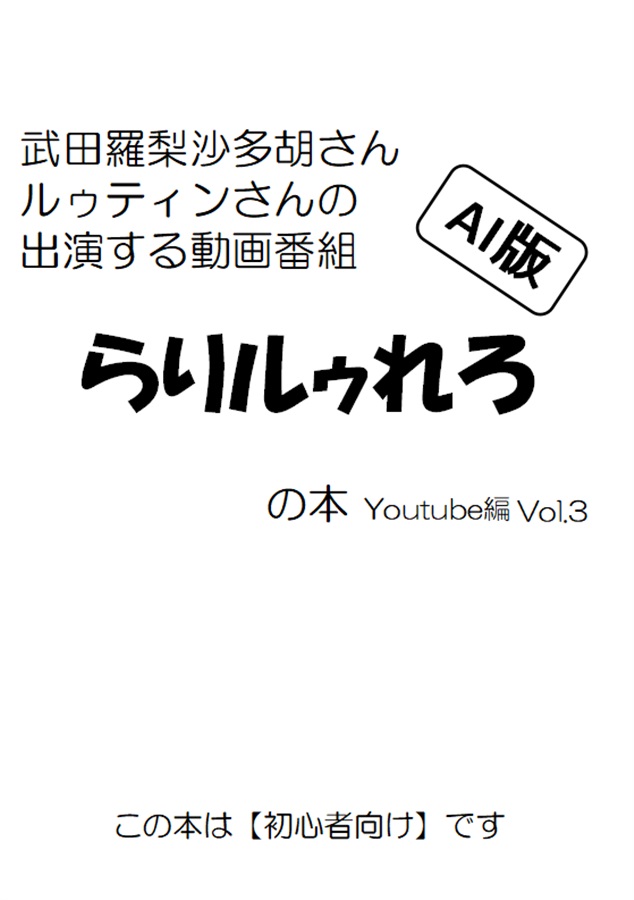 武田羅梨沙多胡さん
ルゥティンさんの
出演する動画番組
AI版
らりルゥれろ
の本 Youtube編 Vol.3
この本は【初心者向け】です